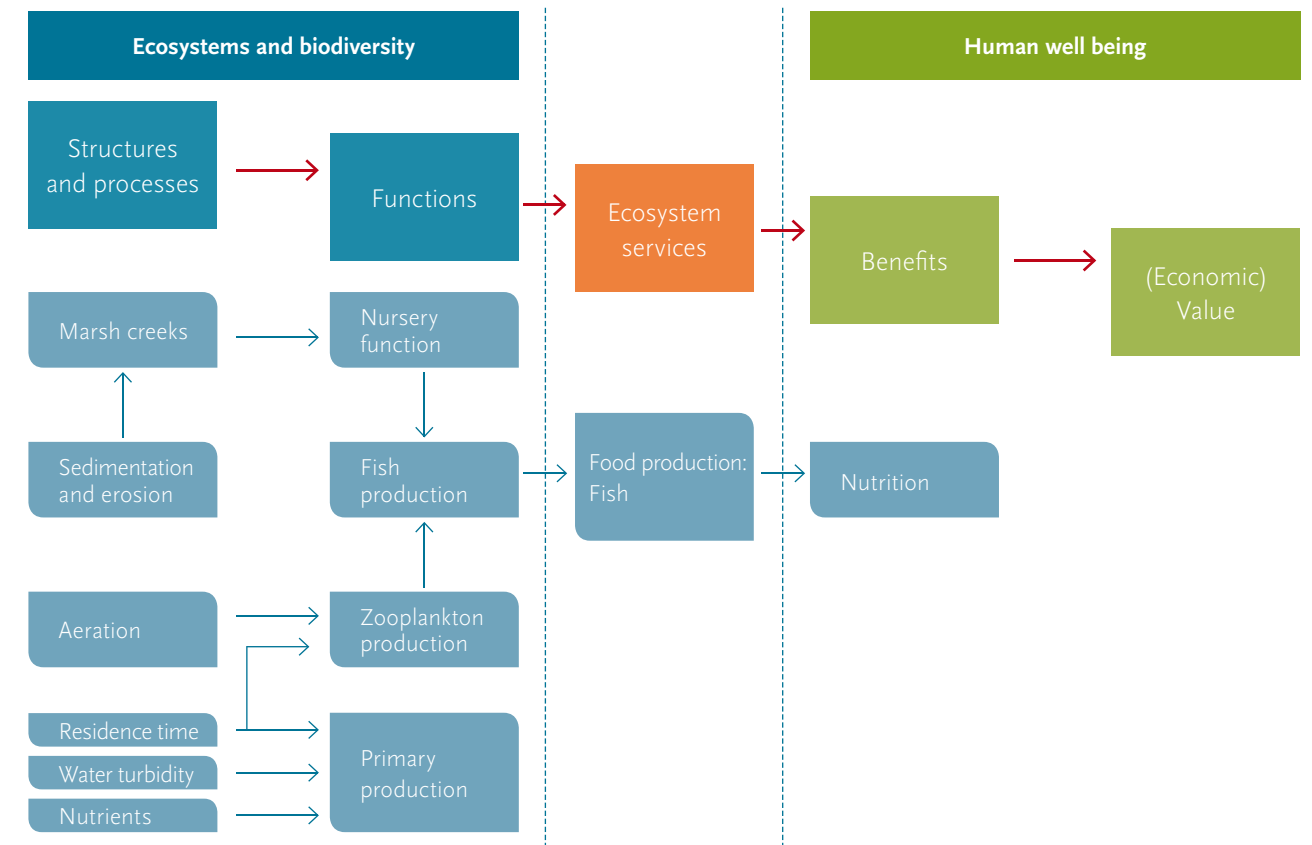 Ecosystems and biodiversity
Human well being
Structures
and processes
Functions
Ecosystem
services
Benefits
(Economic)
Value
Marsh creeks
Nursery
function
Sedimentation
and erosion
Fish
production
Food production:
Fish
Nutrition
Aeration
Zooplankton
production
Residence time
Water turbidity
Nutrients
Primary
production